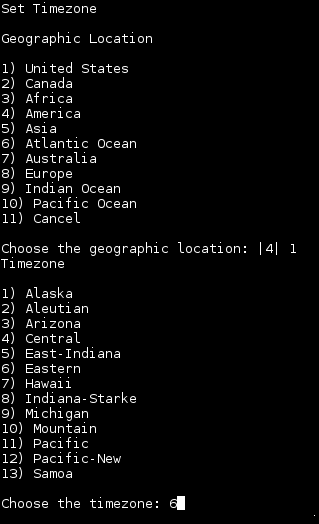 Set Timezone
Geographic Location
1) United States
2) Canada
3) Africa
4) America
5) Asia
6) Atlantic Ocean
7) Australia
8) Europe
9) Indian Ocean
10) Pacific Ocean
11) Cancel
Choose the geographic location: |4| 1
Timezone
1) Alaska
2) Aleutian
3) Arizona
4) Central
5) East-Indiana
6) Eastern
7) Hawaii
8) Indiana-Starke
9) Michigan
10) Mountain
11) Pacific
12) Pacific-New
13) Samoa
Choose the timezone: 6